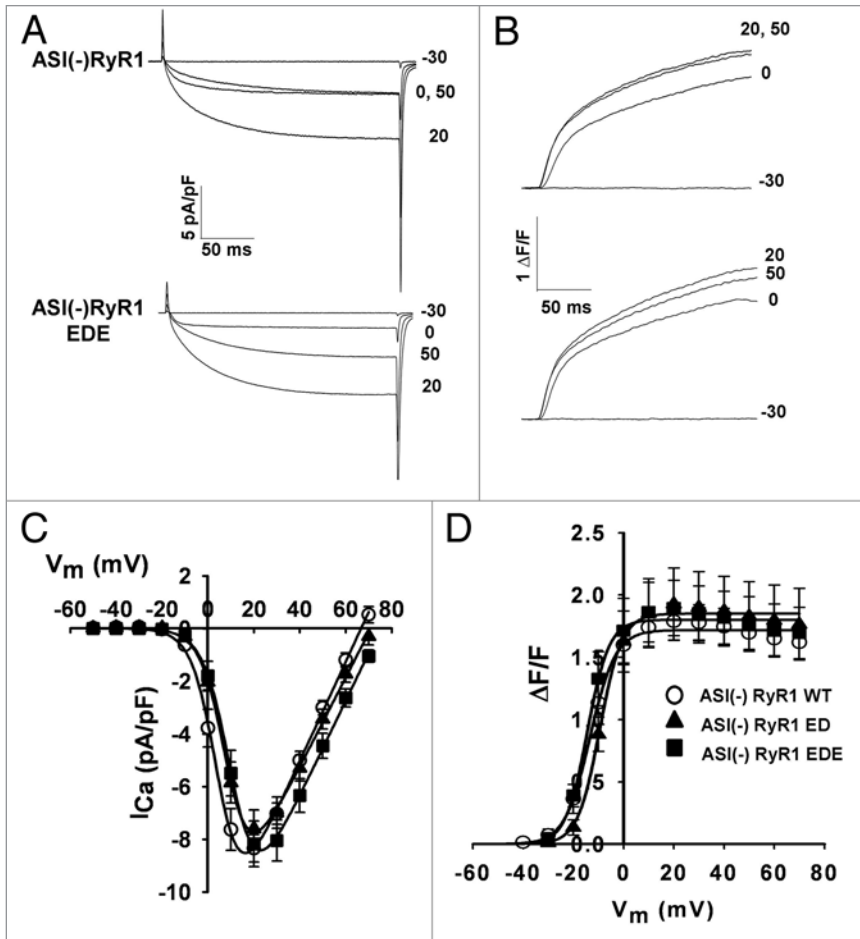 A
ASI(-)RyR1
-30
0, 50
20
5 pA/pF
50 ms
ASI(-)RyR1
EDE
-30
0
50
20
B
20, 50
0
-30
1 ΔF/F
50 ms
20
50
0
-30
C
Vm (mV)
-60 -40 -20 0 20 40 60 80
2
-2
-4
-6
-8
-10
ICa (pA/pF)
D
2.5
2.0
1.5
1
.5
0.0
ΔF/F
ASI(-) RyR1 WT
ASI(-) RyR1 ED
ASI(-) RyR1 EDE
-60 -40 -20 0 20 40 60 80
Vm (mV)